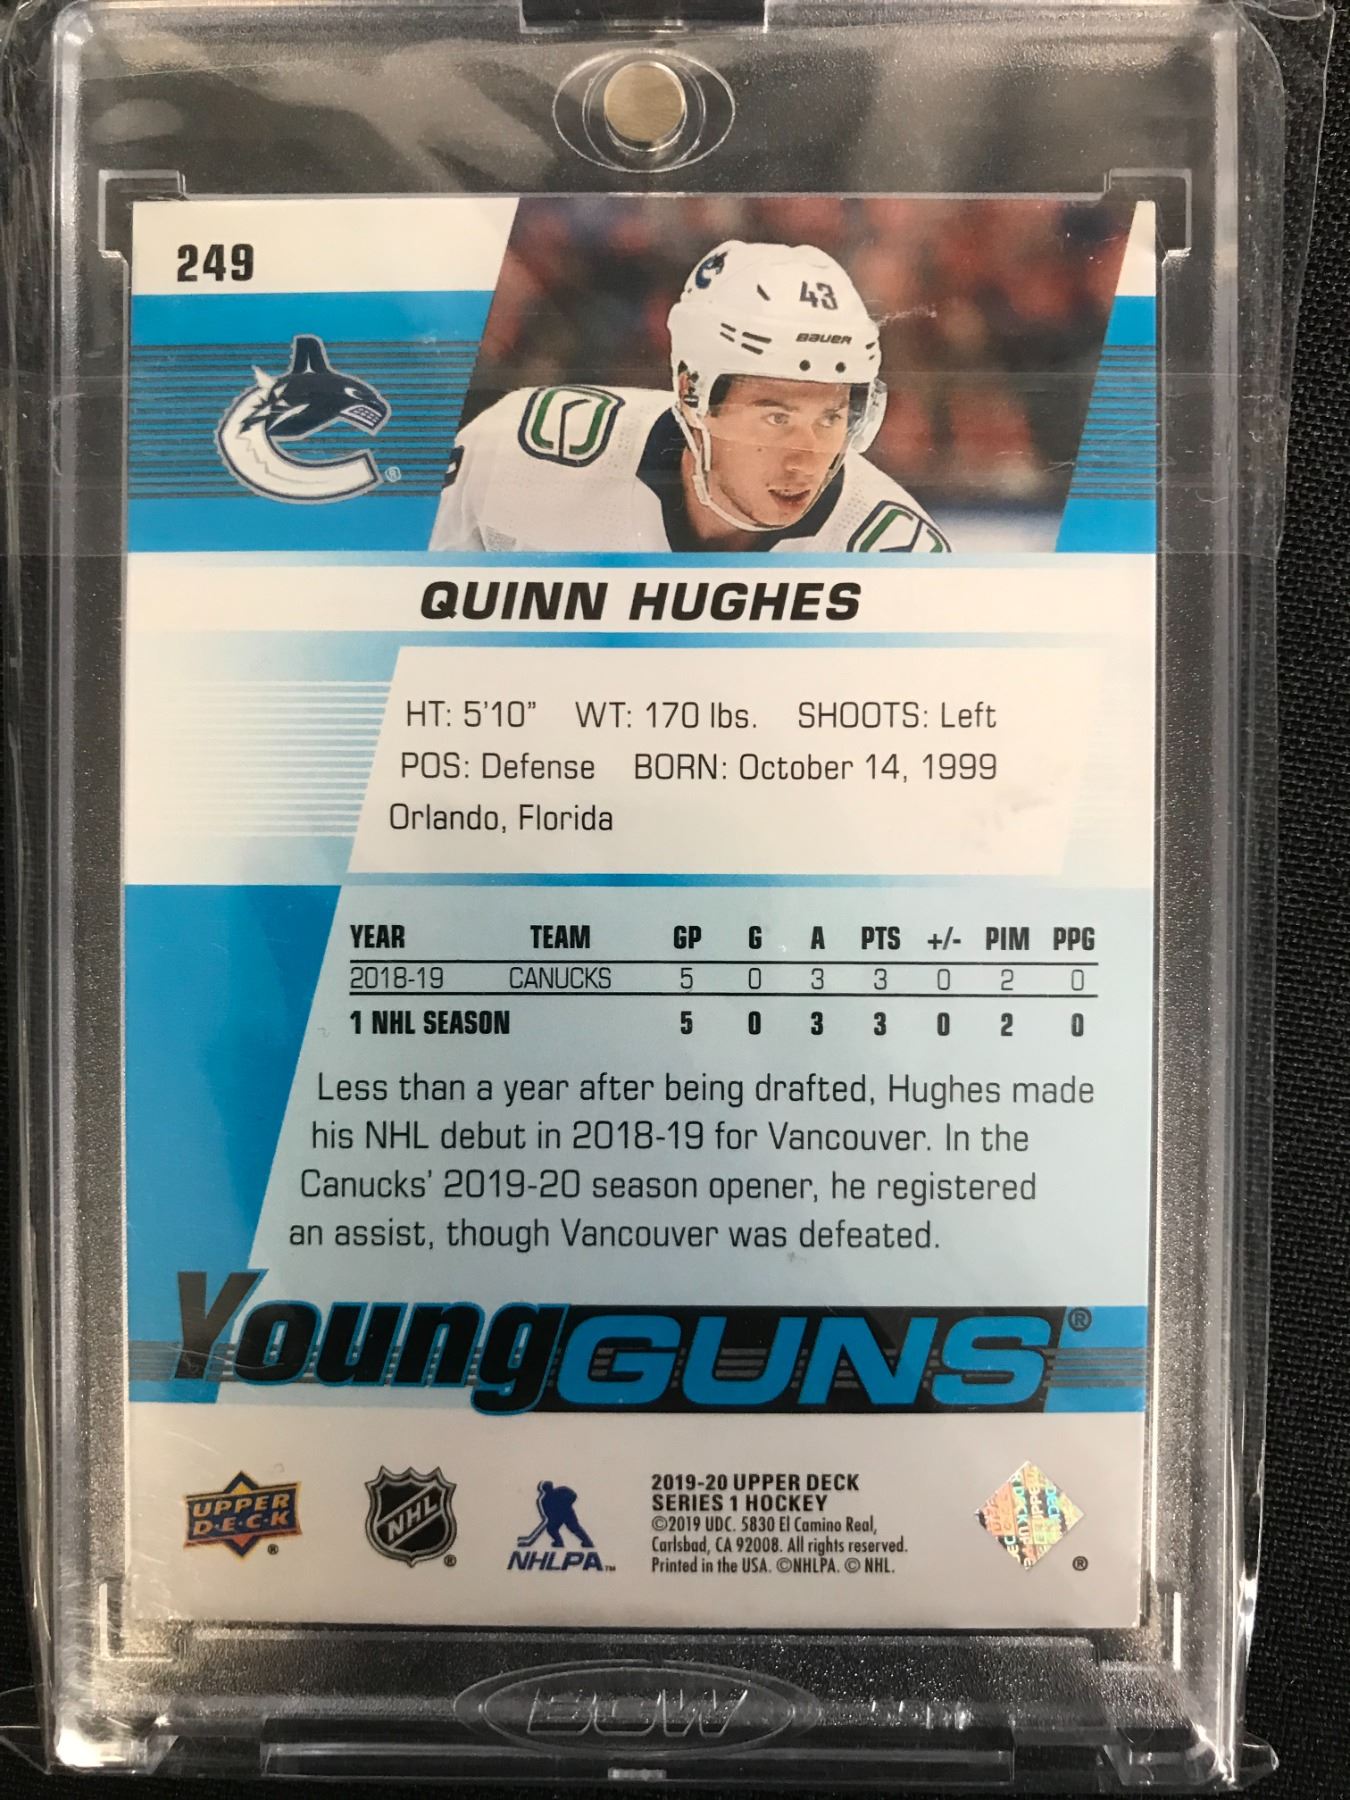 249
43
BAUER
®
QUINN HUGHES
HT: 5'10" WT: 170 lbs. SHOOTS: Left
POS: Defense BORN: October 14, 1999
Orlando, Florida
YEAR TEAM GP G A PTS +/- PIM PPG
2018-19 CANUCKS 5 0 3 3 0 2 0
1 NHL SEASON 5 0 3 3 0 2 0
Less than a year after being drafted, Hughes made
his NHL debut in 2018-19 for Vancouver. In the
Canucks' 2019-20 season opener, he registered
an assist, though Vancouver was defeated.
Young GUNS®
UPPER
D·E·C·K®
NHL®
NHLPA™
2019-20 UPPER DECK
SERIES 1 HOCKEY
©2019 UDC. 5830 El Camino Real,
Carlsbad, CA 92008. All rights reserved.
Printed in the USA. ©NHLPA. © NHL.
®
BCW